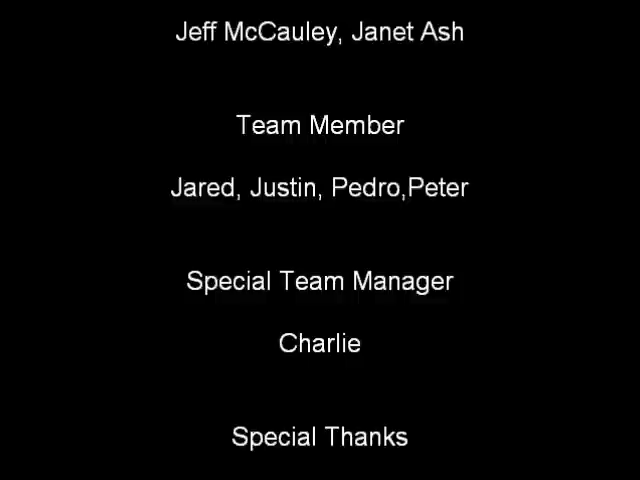 Jeff McCauley, Janet Ash
Team Member
Jared, Justin, Pedro,Peter
Special Team Manager
Charlie
Special Thanks